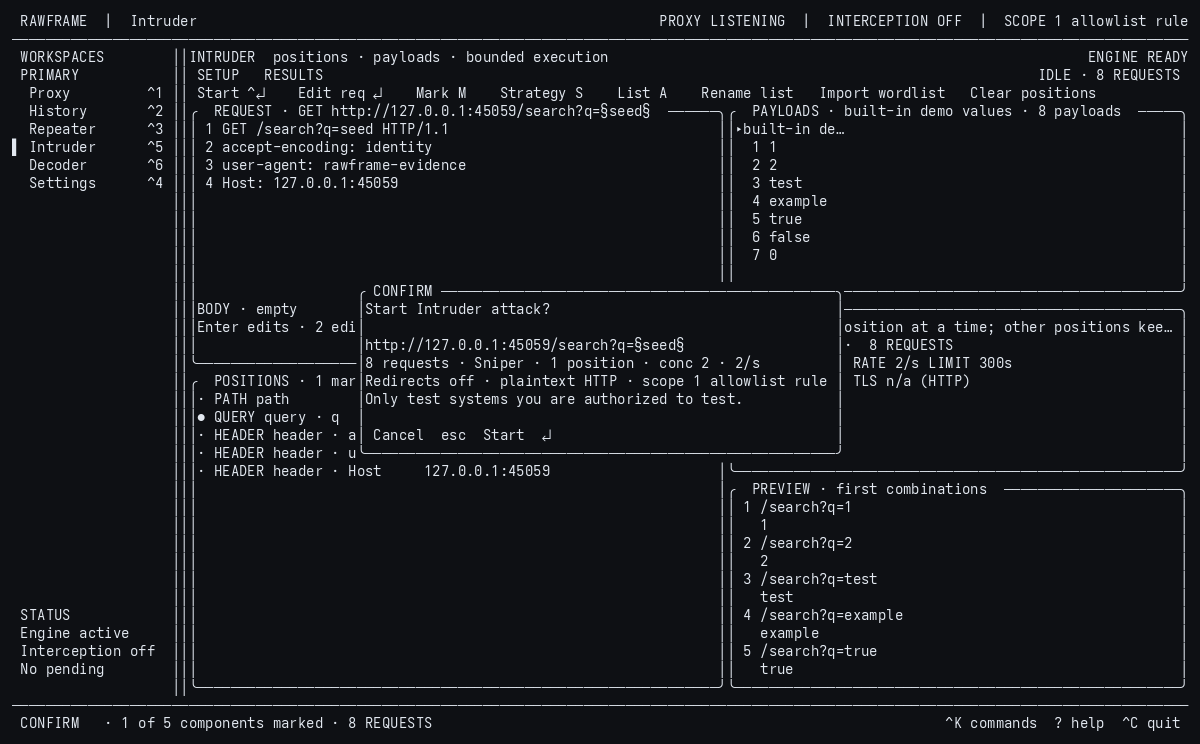 RAWFRAME | Intruder PROXY LISTENING | INTERCEPTION OFF | SCOPE 1 allowlist rule
WORKSPACES INTRUDER positions · payloads · bounded execution ENGINE READY
PRIMARY SETUP RESULTS IDLE · 8 REQUESTS
Proxy ^1 Start ^↲ Edit req ↲ Mark M Strategy S List A Rename list Import wordlist Clear positions
History ^2 REQUEST · GET http://127.0.0.1:45059/search?q=§seed§ PAYLOADS · built-in demo values · 8 payloads
Repeater ^3 1 GET /search?q=seed HTTP/1.1 ▸built-in de…
Intruder ^5 2 accept-encoding: identity 1 1
Decoder ^6 3 user-agent: rawframe-evidence 2 2
Settings ^4 4 Host: 127.0.0.1:45059 3 test
4 example
5 true
6 false
7 0
CONFIRM
BODY · empty Start Intruder attack?
Enter edits · 2 edi osition at a time; other positions kee…
http://127.0.0.1:45059/search?q=§seed§ · 8 REQUESTS
8 requests · Sniper · 1 position · conc 2 · 2/s RATE 2/s LIMIT 300s
POSITIONS · 1 mar Redirects off · plaintext HTTP · scope 1 allowlist rule TLS n/a (HTTP)
· PATH path Only test systems you are authorized to test.
● QUERY query · q
· HEADER header · a Cancel esc Start ↲
· HEADER header · u
· HEADER header · Host 127.0.0.1:45059
PREVIEW · first combinations
1 /search?q=1
1
2 /search?q=2
2
3 /search?q=test
test
STATUS 4 /search?q=example
Engine active example
Interception off 5 /search?q=true
No pending true
CONFIRM · 1 of 5 components marked · 8 REQUESTS ^K commands ? help ^C quit